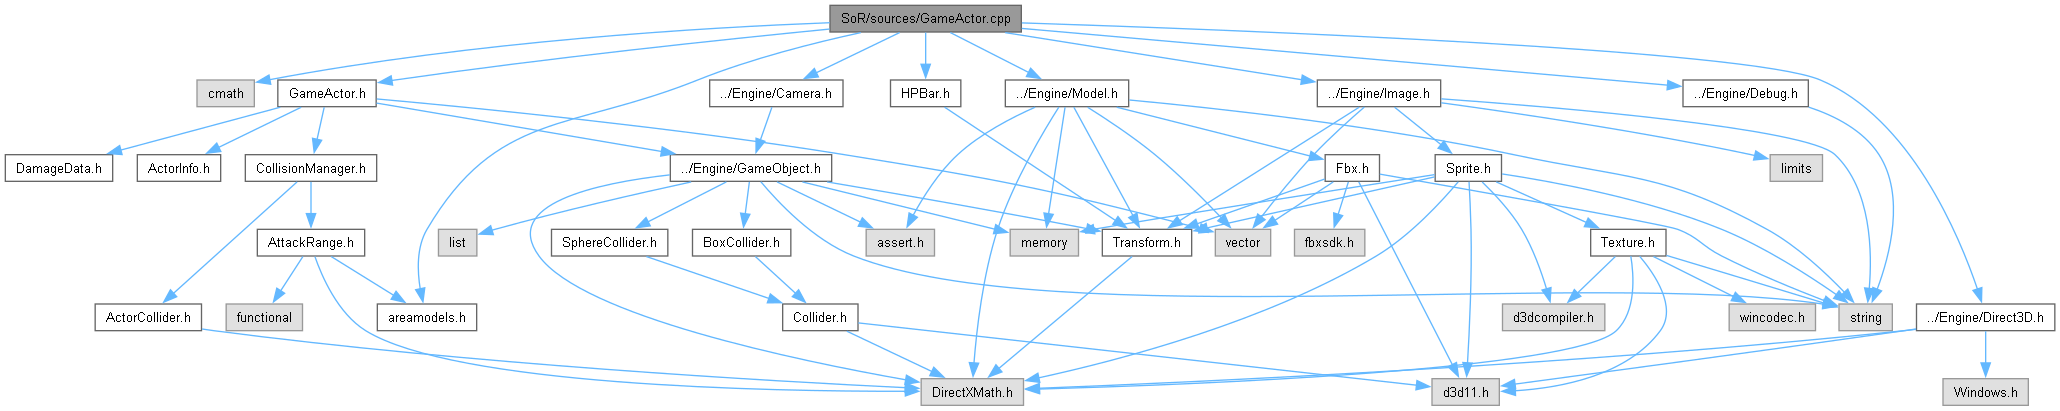 SoR/sources/GameActor.cpp
cmath
GameActor.h
../Engine/Camera.h
HPBar.h
../Engine/Model.h
../Engine/Image.h
../Engine/Debug.h
DamageData.h
ActorInfo.h
CollisionManager.h
../Engine/GameObject.h
Fbx.h
Sprite.h
limits
AttackRange.h
list
SphereCollider.h
BoxCollider.h
assert.h
memory
Transform.h
vector
fbxsdk.h
Texture.h
ActorCollider.h
functional
areamodels.h
Collider.h
d3dcompiler.h
wincodec.h
string
../Engine/Direct3D.h
DirectXMath.h
d3d11.h
Windows.h